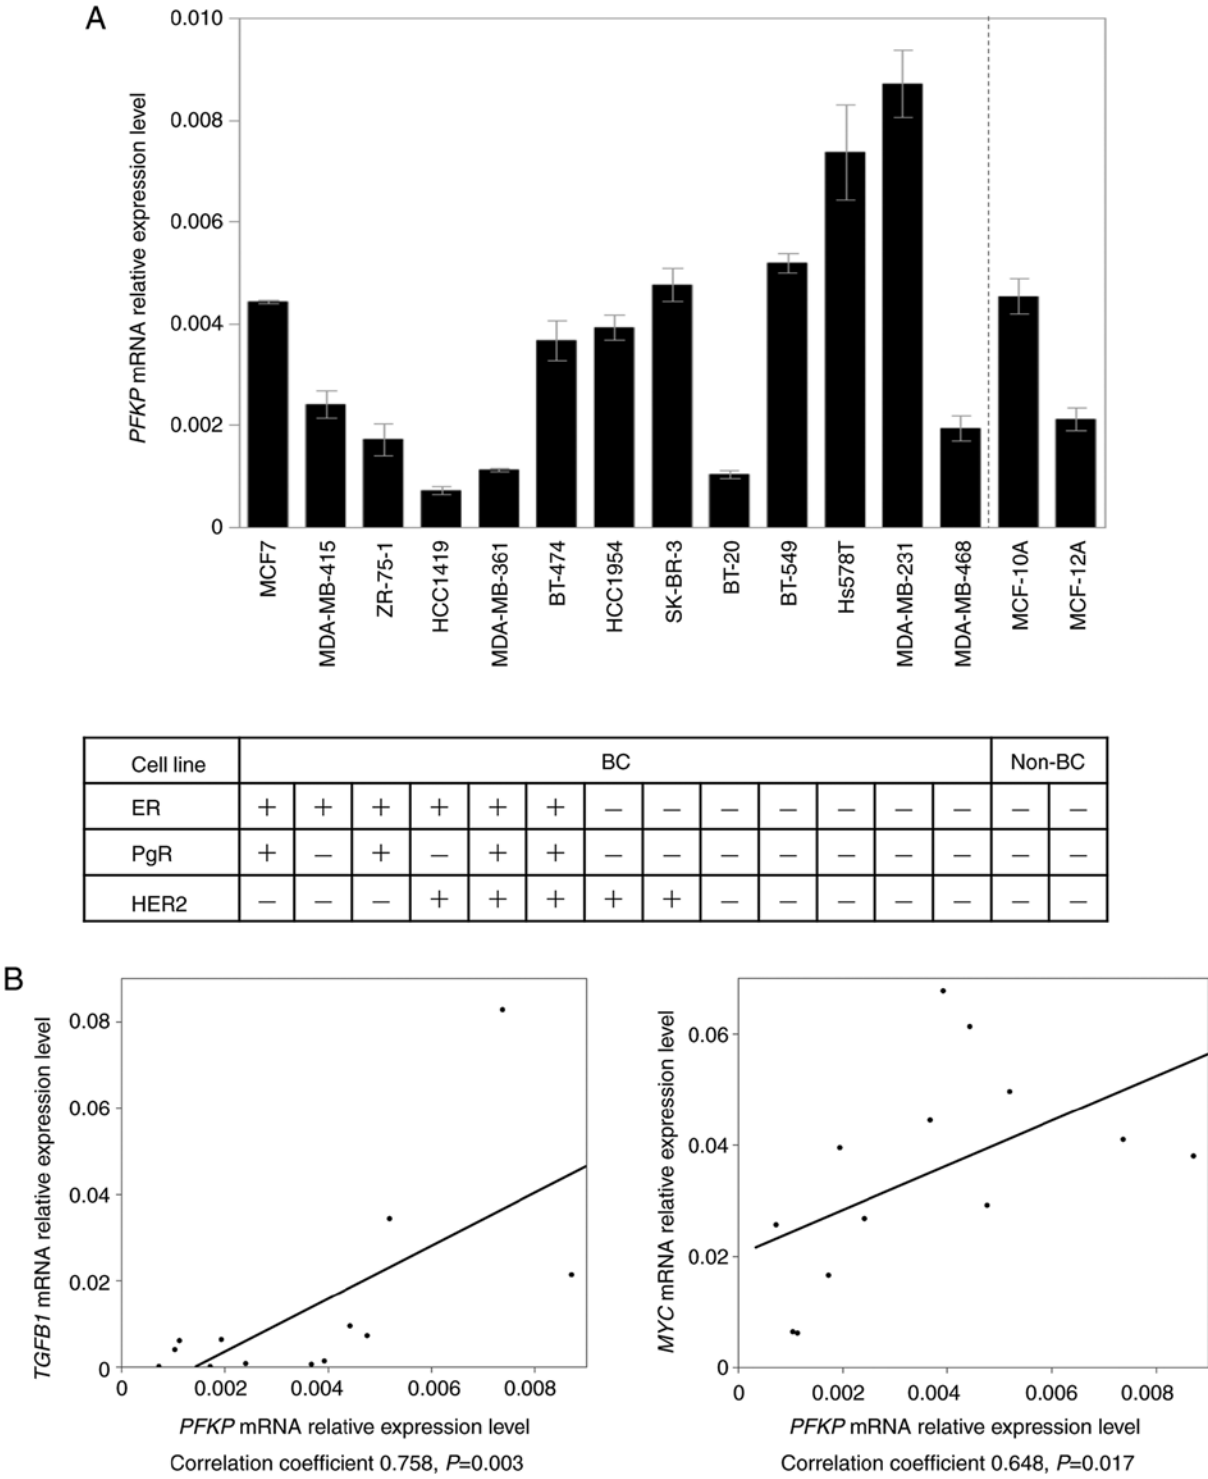 A
0.010
0.008
0.006
0.004
0.002
0
PFKP mRNA relative expression level
MCF7
MDA-MB-415
ZR-75-1
HCC1419
MDA-MB-361
BT-474
HCC1954
SK-BR-3
BT-20
BT-549
Hs578T
MDA-MB-231
MDA-MB-468
MCF-10A
MCF-12A
Cell line BC Non-BC
ER + + + + + + – – – – – – – – –
PgR + – + – + + – – – – – – – – –
HER2 – – – + + + + + – – – – – – –
B
TGFB1 mRNA relative expression level
0.08
0.06
0.04
0.02
0
0 0.002 0.004 0.006 0.008
PFKP mRNA relative expression level
Correlation coefficient 0.758, P=0.003
MYC mRNA relative expression level
0.06
0.04
0.02
0
0 0.002 0.004 0.006 0.008
PFKP mRNA relative expression level
Correlation coefficient 0.648, P=0.017